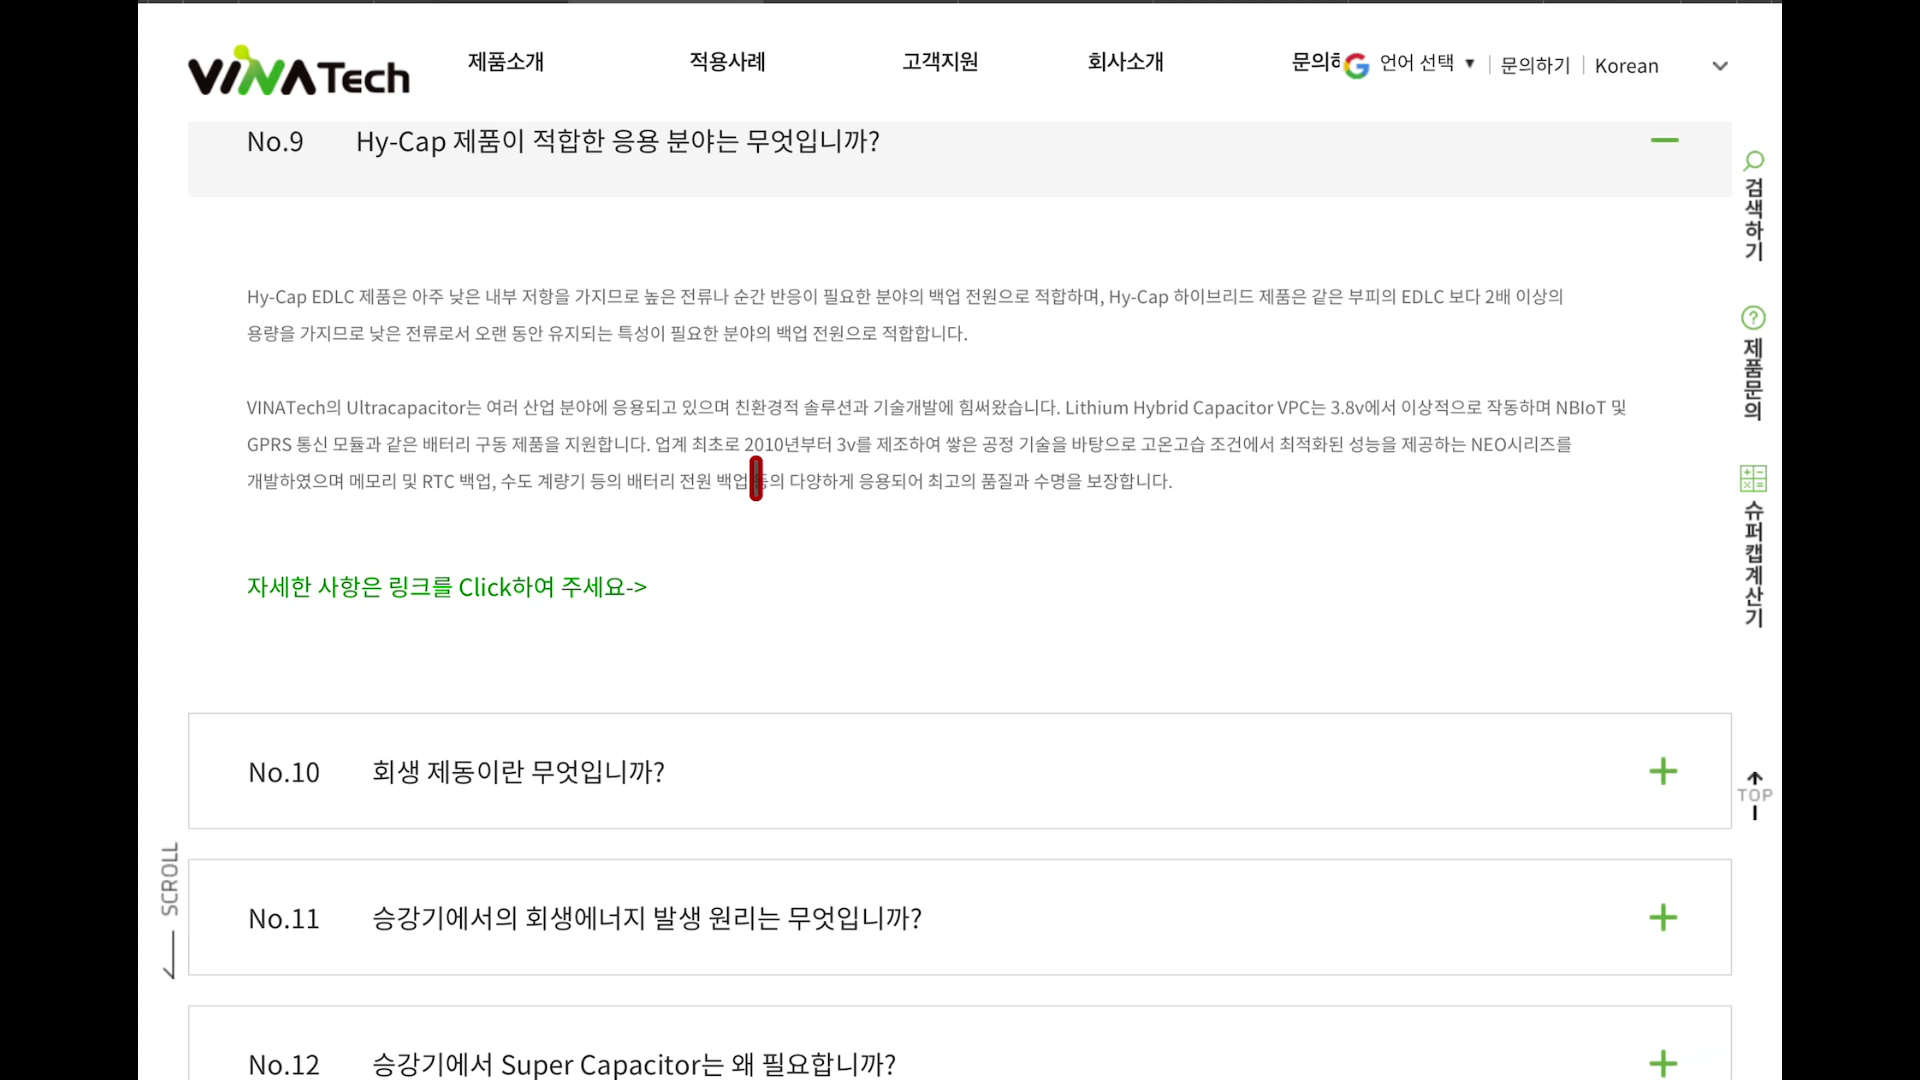 VINATech
제품소개
적용사례
고객지원
회사소개
언어 선택 ▼
문의하기
Korean
No.9 Hy-Cap 제품이 적합한 응용 분야는 무엇입니까?
Hy-Cap EDLC 제품은 아주 낮은 내부 저항을 가지므로 높은 전류나 순간 반응이 필요한 분야의 백업 전원으로 적합하며, Hy-Cap 하이브리드 제품은 같은 부피의 EDLC 보다 2배 이상의
용량을 가지므로 낮은 전류로서 오랜 동안 유지되는 특성이 필요한 분야의 백업 전원으로 적합합니다.
VINATech의 Ultracapacitor는 여러 산업 분야에 응용되고 있으며 친환경적 솔루션과 기술개발에 힘써왔습니다. Lithium Hybrid Capacitor VPC는 3.8v에서 이상적으로 작동하며 NBIoT 및
GPRS 통신 모듈과 같은 배터리 구동 제품을 지원합니다. 업계 최초로 2010년부터 3v를 제조하여 쌓은 공정 기술을 바탕으로 고온고습 조건에서 최적화된 성능을 제공하는 NEO시리즈를
개발하였으며 메모리 및 RTC 백업, 수도 계량기 등의 배터리 전원 백업 등의 다양하게 응용되어 최고의 품질과 수명을 보장합니다.
자세한 사항은 링크를 Click하여 주세요->
No.10 회생 제동이란 무엇입니까?
No.11 승강기에서의 회생에너지 발생 원리는 무엇입니까?
No.12 승강기에서 Super Capacitor는 왜 필요합니까?
검색하기
제품문의
슈퍼캡계산기
TOP
SCROLL